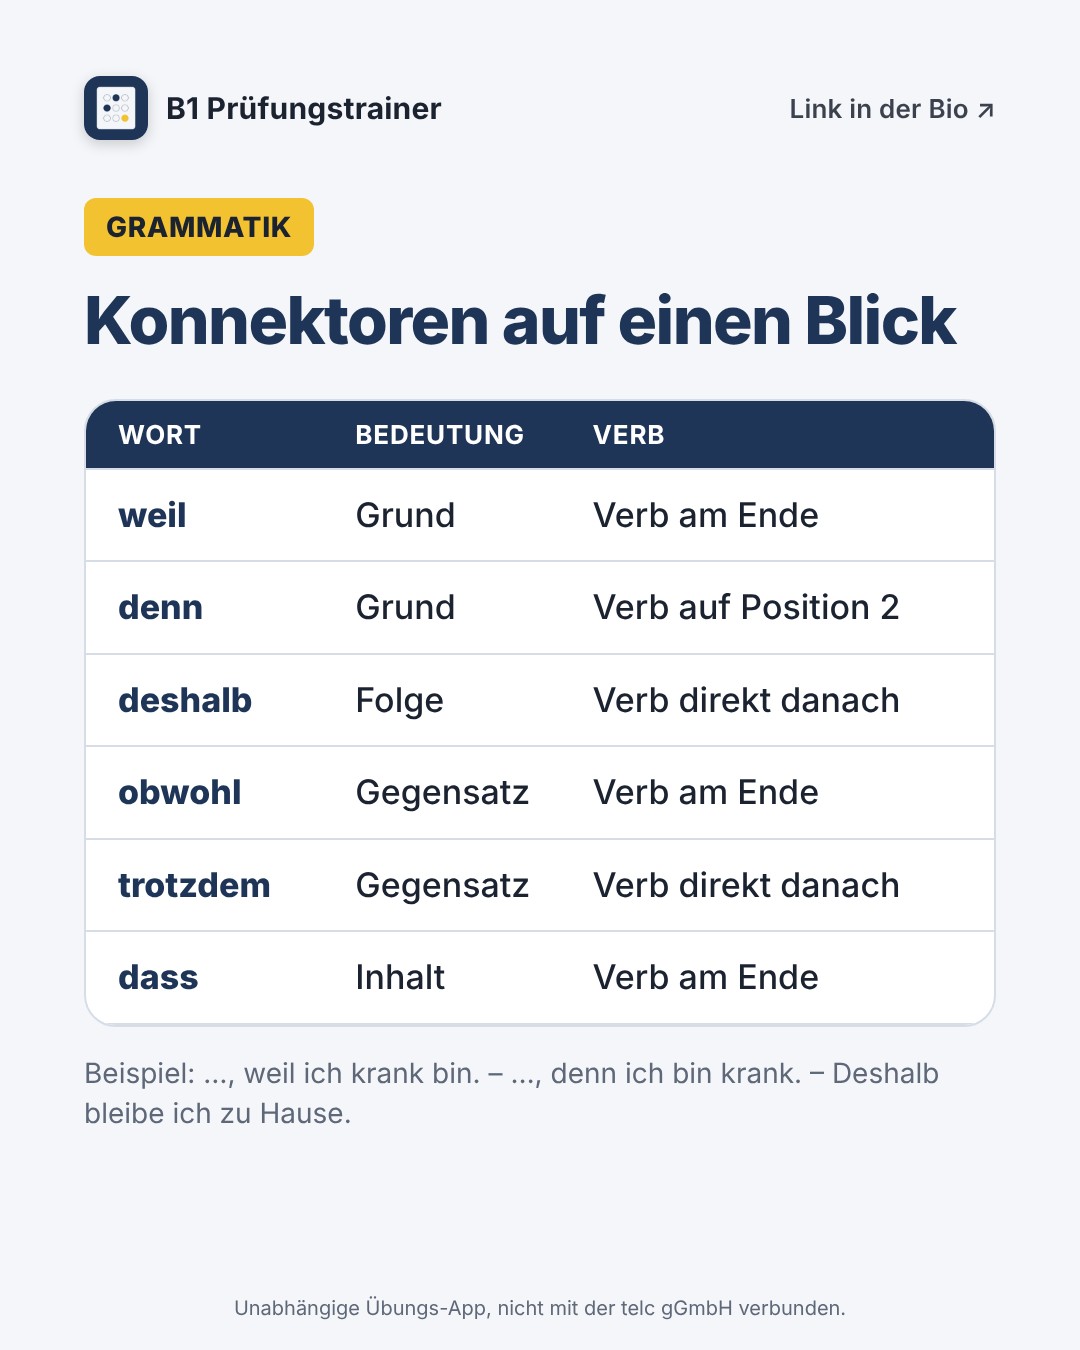 B1 Prüfungstrainer
Link in der Bio ↗
GRAMMATIK
Konnektoren auf einen Blick
WORT BEDEUTUNG VERB
weil Grund Verb am Ende
denn Grund Verb auf Position 2
deshalb Folge Verb direkt danach
obwohl Gegensatz Verb am Ende
trotzdem Gegensatz Verb direkt danach
dass Inhalt Verb am Ende
Beispiel: …, weil ich krank bin. – …, denn ich bin krank. – Deshalb
bleibe ich zu Hause.
Unabhängige Übungs-App, nicht mit der telc gGmbH verbunden.